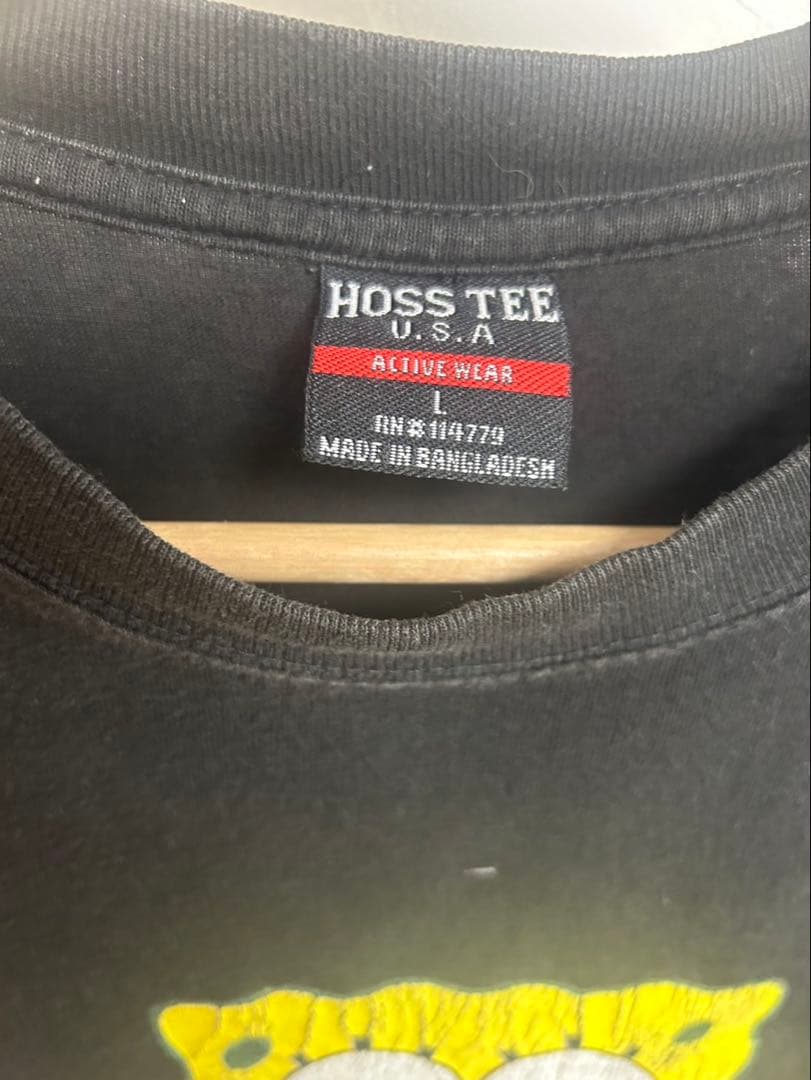 HOSS TEE
U.S.A
ACTIVE WEAR
L
RN#114779
MADE IN BANGLADESH